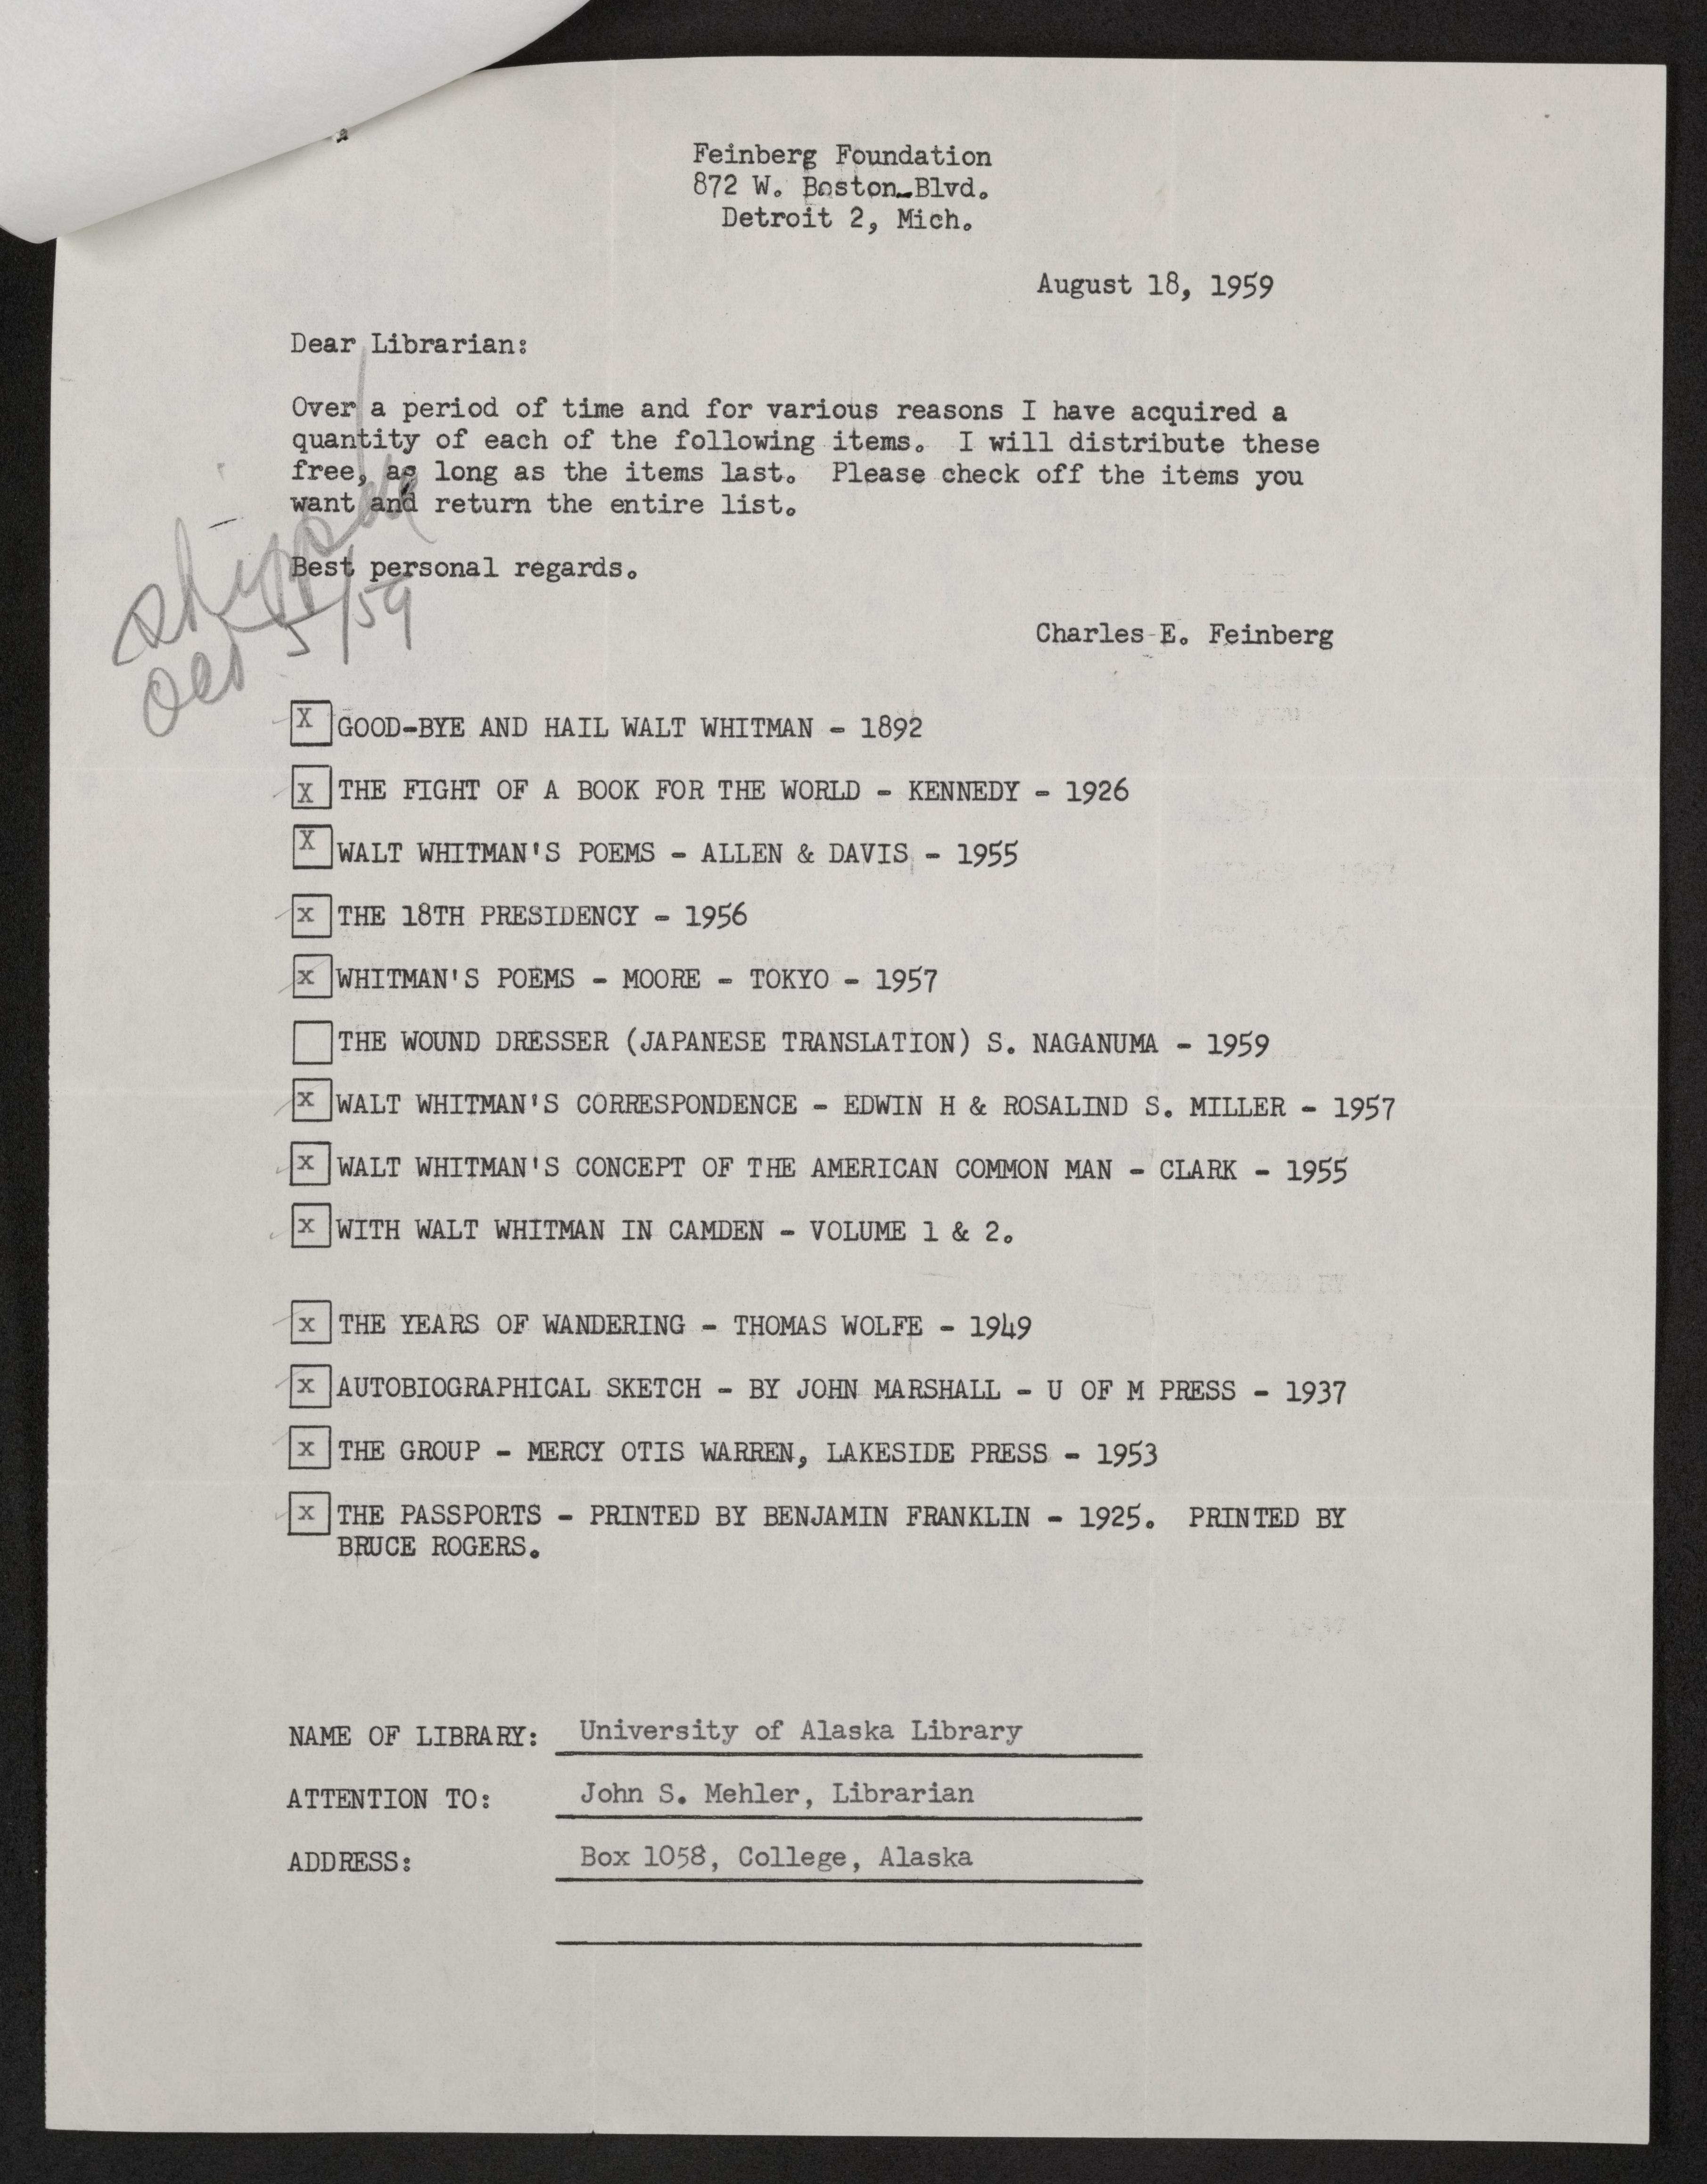 Feinberg Foundation
872 W. Boston Blvd.
Detroit 2, Mich.
August 18, 1959
Dear Librarian:
Over a period of time and for various reasons I have acquired a
quantity of each of the following items. I will distribute these
free, as long as the items last. Please check off the items you
want and return the entire list.
Best personal regards.
shipped
Oct 5/59
Charles E. Feinberg
X GOOD-BYE AND HAIL WALT WHITMAN - 1892
X THE FIGHT OF A BOOK FOR THE WORLD - KENNEDY - 1926
X WALT WHITMAN'S POEMS - ALLEN & DAVIS - 1955
x THE 18TH PRESIDENCY - 1956
x WHITMAN'S POEMS - MOORE - TOKYO - 1957
THE WOUND DRESSER (JAPANESE TRANSLATION) S. NAGANUMA - 1959
x WALT WHITMAN'S CORRESPONDENCE - EDWIN H & ROSALIND S. MILLER - 1957
x WALT WHITMAN'S CONCEPT OF THE AMERICAN COMMON MAN - CLARK - 1955
x WITH WALT WHITMAN IN CAMDEN - VOLUME 1 & 2.
x THE YEARS OF WANDERING - THOMAS WOLFE - 1949
x AUTOBIOGRAPHICAL SKETCH - BY JOHN MARSHALL - U OF M PRESS - 1937
x THE GROUP - MERCY OTIS WARREN, LAKESIDE PRESS - 1953
x THE PASSPORTS - PRINTED BY BENJAMIN FRANKLIN - 1925. PRINTED BY
BRUCE ROGERS.
NAME OF LIBRARY: University of Alaska Library
ATTENTION TO: John S. Mehler, Librarian
ADDRESS: Box 1058, College, Alaska